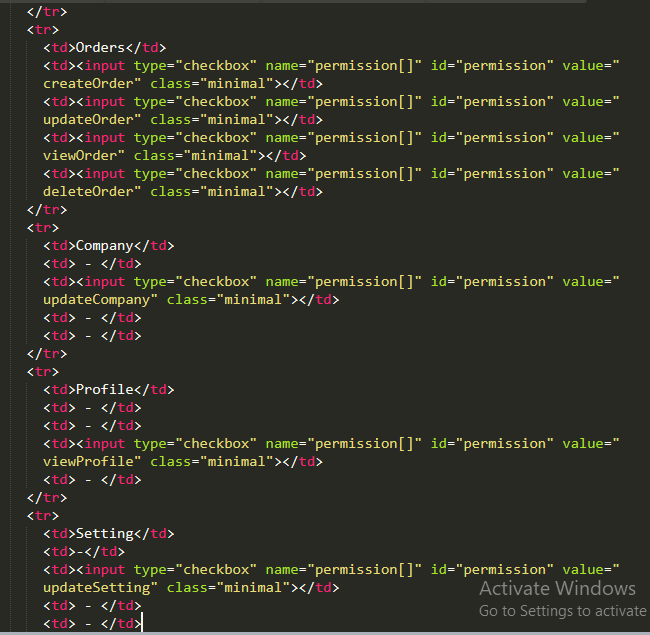 </tr>
<tr>
<td>Orders</td>
<td><input type="checkbox" name="permission[]" id="permission" value="
createOrder" class="minimal"></td>
<td><input type="checkbox" name="permission[]" id="permission" value="
updateOrder" class="minimal"></td>
<td><input type="checkbox" name="permission[]" id="permission" value="
viewOrder" class="minimal"></td>
<td><input type="checkbox" name="permission[]" id="permission" value="
deleteOrder" class="minimal"></td>
</tr>
<tr>
<td>Company</td>
<td> - </td>
<td><input type="checkbox" name="permission[]" id="permission" value="
updateCompany" class="minimal"></td>
<td> - </td>
<td> - </td>
</tr>
<tr>
<td>Profile</td>
<td> - </td>
<td> - </td>
<td><input type="checkbox" name="permission[]" id="permission" value="
viewProfile" class="minimal"></td>
<td> - </td>
</tr>
<tr>
<td>Setting</td>
<td>-</td>
<td><input type="checkbox" name="permission[]" id="permission" value="
updateSetting" class="minimal"></td>
<td> - </td>
<td> - </td>
Activate Windows
Go to Settings to activate